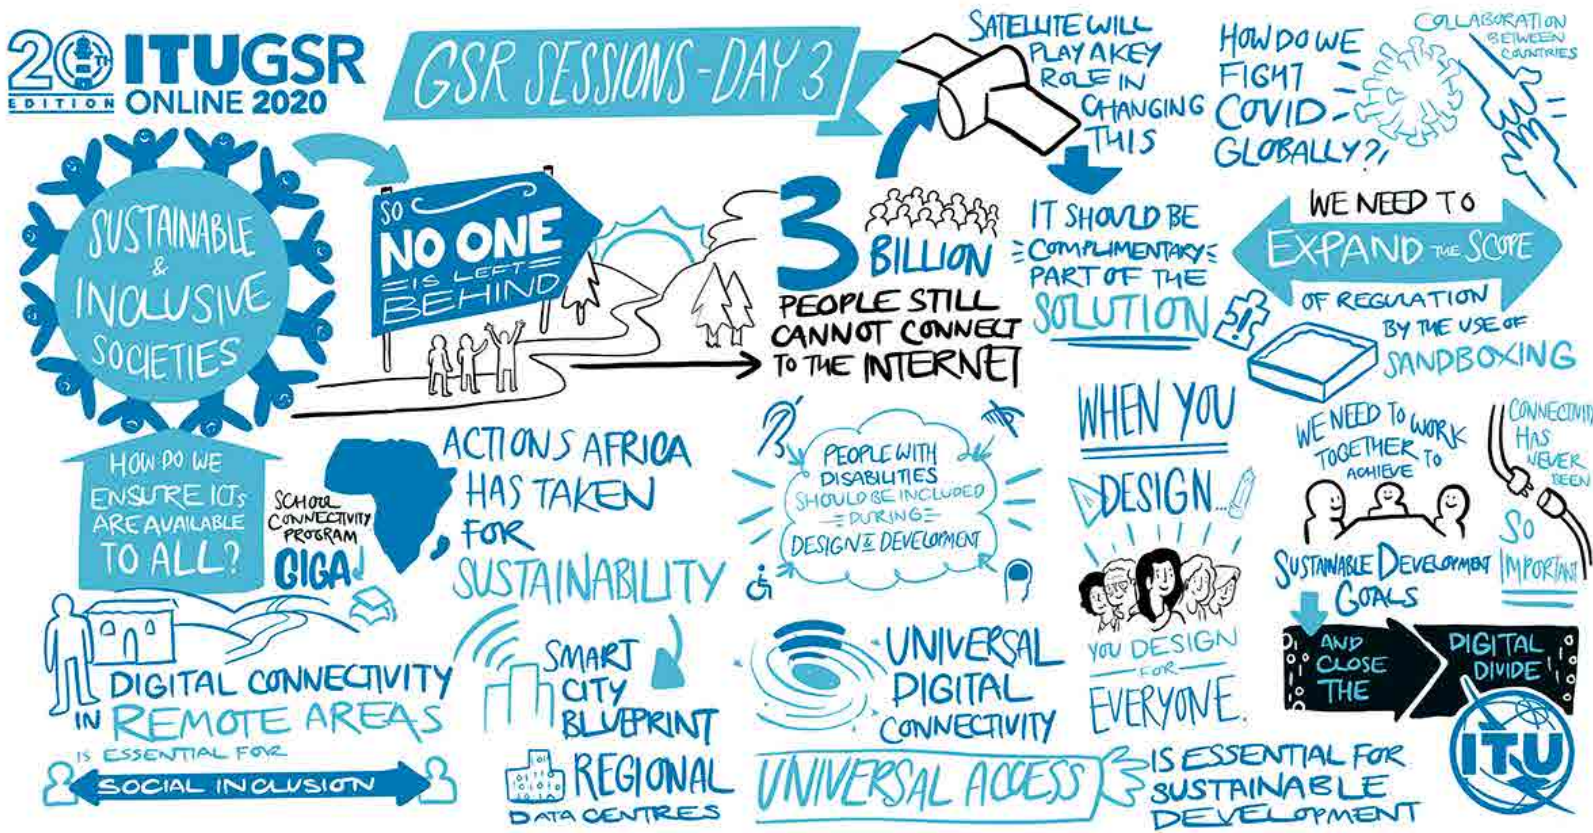 20TH
EDITION
ITUGSR
ONLINE 2020
GSR SESSIONS - DAY 3
SUSTAINABLE
&
INCLUSIVE
SOCIETIES
SO
NO ONE
IS LEFT
BEHIND
3
BILLION
PEOPLE STILL
CANNOT CONNECT
TO THE INTERNET
SATELLITE WILL
PLAY A KEY
ROLE IN
CHANGING
THIS
IT SHOULD BE
COMPLIMENTARY
PART OF THE
SOLUTION
HOW DO WE
FIGHT
COVID
GLOBALLY?
COLLABORATION
BETWEEN
COUNTRIES
WE NEED TO
EXPAND THE SCOPE
OF REGULATION
BY THE USE OF
SANDBOXING
HOW DO WE
ENSURE ICTs
ARE AVAILABLE
TO ALL?
SCHOOL
CONNECTIVITY
PROGRAM
GIGA!
ACTIONS AFRICA
HAS TAKEN
FOR
SUSTAINABILITY
PEOPLE WITH
DISABILITIES
SHOULD BE INCLUDED
DURING
DESIGN & DEVELOPMENT
WHEN YOU
DESIGN...
YOU DESIGN
FOR
EVERYONE.
WE NEED TO WORK
TOGETHER TO
ACHIEVE
SUSTAINABLE DEVELOPMENT
GOALS
AND
CLOSE
THE
DIGITAL
DIVIDE!
CONNECTIVITY
HAS
NEVER
BEEN
SO
IMPORTANT
DIGITAL CONNECTIVITY
IN REMOTE AREAS
IS ESSENTIAL FOR
SOCIAL INCLUSION
SMART
CITY
BLUEPRINT
REGIONAL
DATA CENTRES
UNIVERSAL
DIGITAL
CONNECTIVITY
UNIVERSAL ACCESS
IS ESSENTIAL FOR
SUSTAINABLE
DEVELOPMENT
ITU